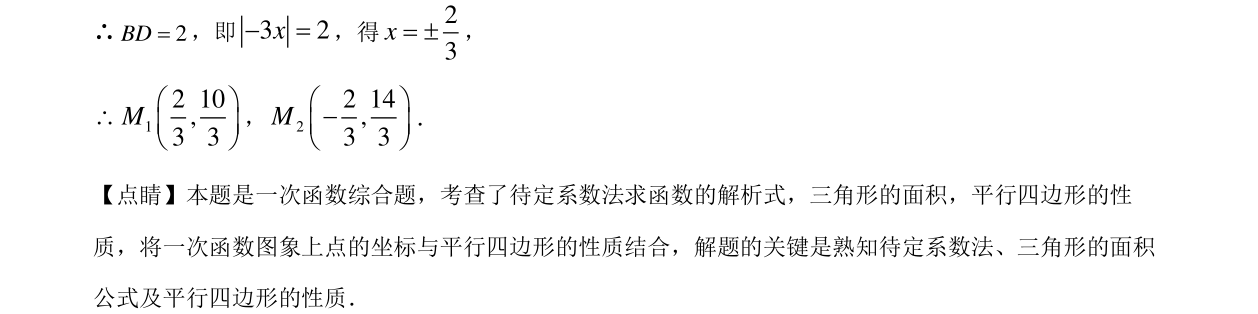 ∴ BD = 2，即|−3x| = 2，得 x = ±2/3，
∴ M₁(2/3, 10/3)，M₂(−2/3, 14/3)．
【点睛】本题是一次函数综合题，考查了待定系数法求函数的解析式，三角形的面积，平行四边形的性
质，将一次函数图象上点的坐标与平行四边形的性质结合，解题的关键是熟知待定系数法、三角形的面积
公式及平行四边形的性质．